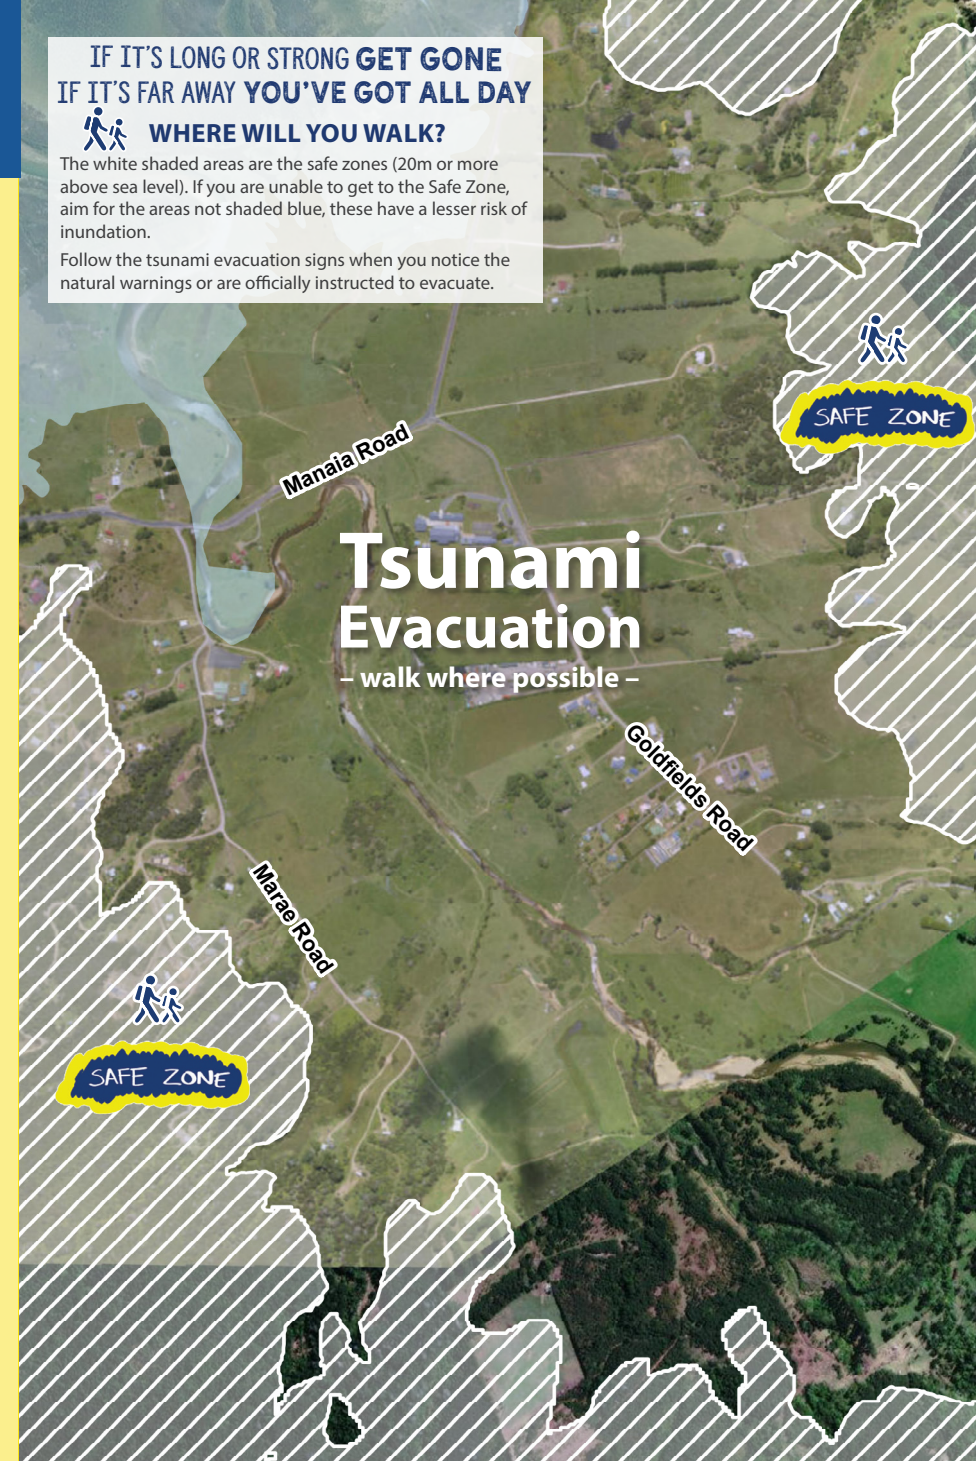 IF IT'S LONG OR STRONG GET GONE
IF IT'S FAR AWAY YOU'VE GOT ALL DAY
WHERE WILL YOU WALK?
The white shaded areas are the safe zones (20m or more
above sea level). If you are unable to get to the Safe Zone,
aim for the areas not shaded blue, these have a lesser risk of
inundation.
Follow the tsunami evacuation signs when you notice the
natural warnings or are officially instructed to evacuate.
SAFE ZONE
Manaia Road
Tsunami
Evacuation
– walk where possible –
Goldfields Road
Marae Road
SAFE ZONE